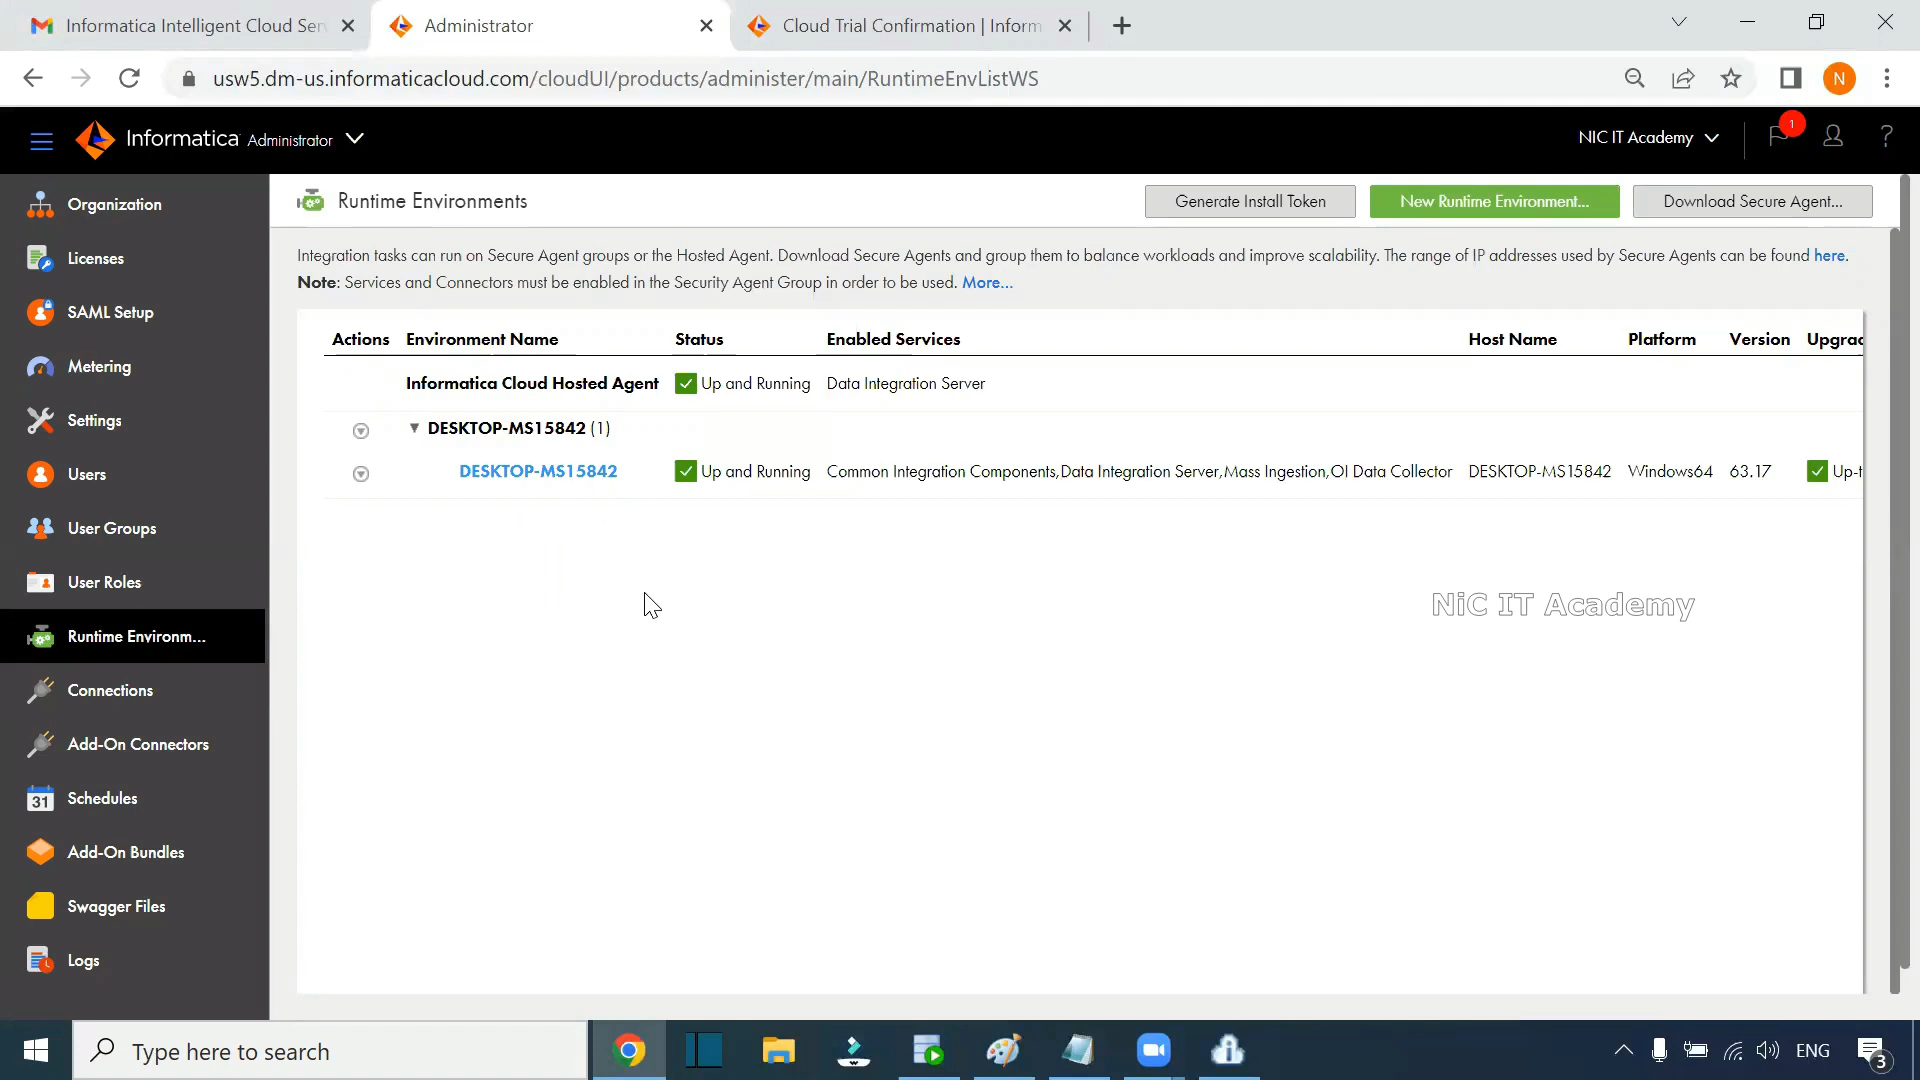 Informatica Intelligent Cloud Ser
Administrator
Cloud Trial Confirmation | Inform
usw5.dm-us.informaticacloud.com/cloudUI/products/administer/main/RuntimeEnvListWS
N
Informatica Administrator
NIC IT Academy
1
?
Organization
Licenses
SAML Setup
Metering
Settings
Users
User Groups
User Roles
Runtime Environm...
Connections
Add-On Connectors
31 Schedules
Add-On Bundles
Swagger Files
Logs
Runtime Environments
Generate Install Token
New Runtime Environment...
Download Secure Agent...
Integration tasks can run on Secure Agent groups or the Hosted Agent. Download Secure Agents and group them to balance workloads and improve scalability. The range of IP addresses used by Secure Agents can be found here.
Note: Services and Connectors must be enabled in the Security Agent Group in order to be used. More...
Actions Environment Name Status Enabled Services Host Name Platform Version Upgrac
Informatica Cloud Hosted Agent Up and Running Data Integration Server
DESKTOP-MS15842 (1)
DESKTOP-MS15842 Up and Running Common Integration Components,Data Integration Server,Mass Ingestion,OI Data Collector DESKTOP-MS15842 Windows64 63.17 Up-t
NiC IT Academy
Type here to search
ENG
3